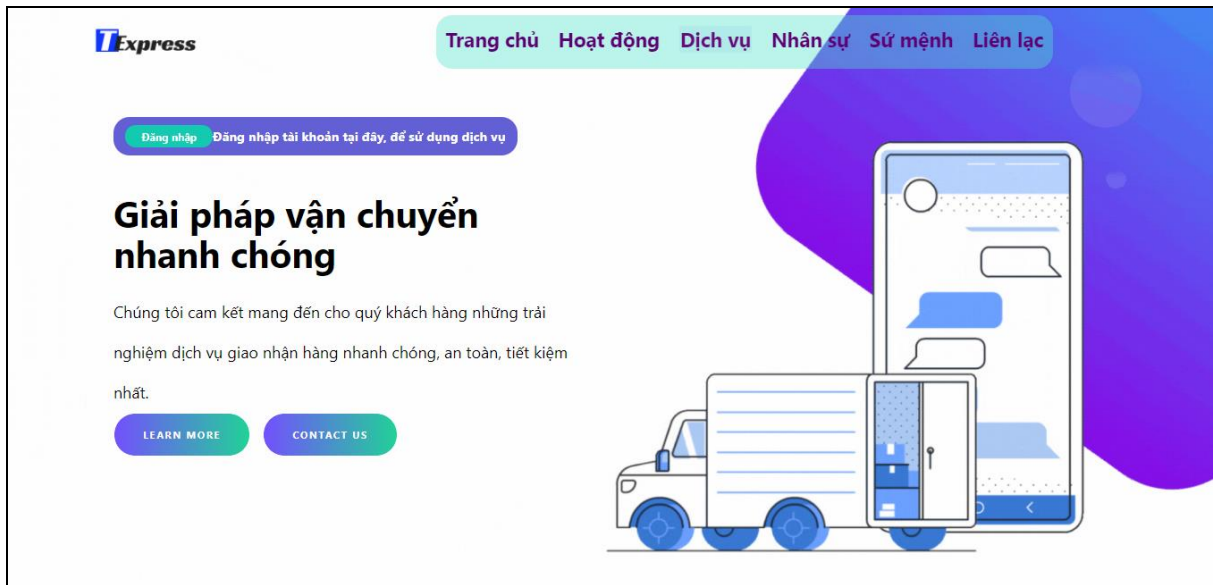 TExpress
Trang chủ Hoạt động Dịch vụ Nhân sự Sứ mệnh Liên lạc
Đăng nhập Đăng nhập tài khoản tại đây, để sử dụng dịch vụ
Giải pháp vận chuyển
nhanh chóng
Chúng tôi cam kết mang đến cho quý khách hàng những trải
nghiệm dịch vụ giao nhận hàng nhanh chóng, an toàn, tiết kiệm
nhất.
LEARN MORE CONTACT US